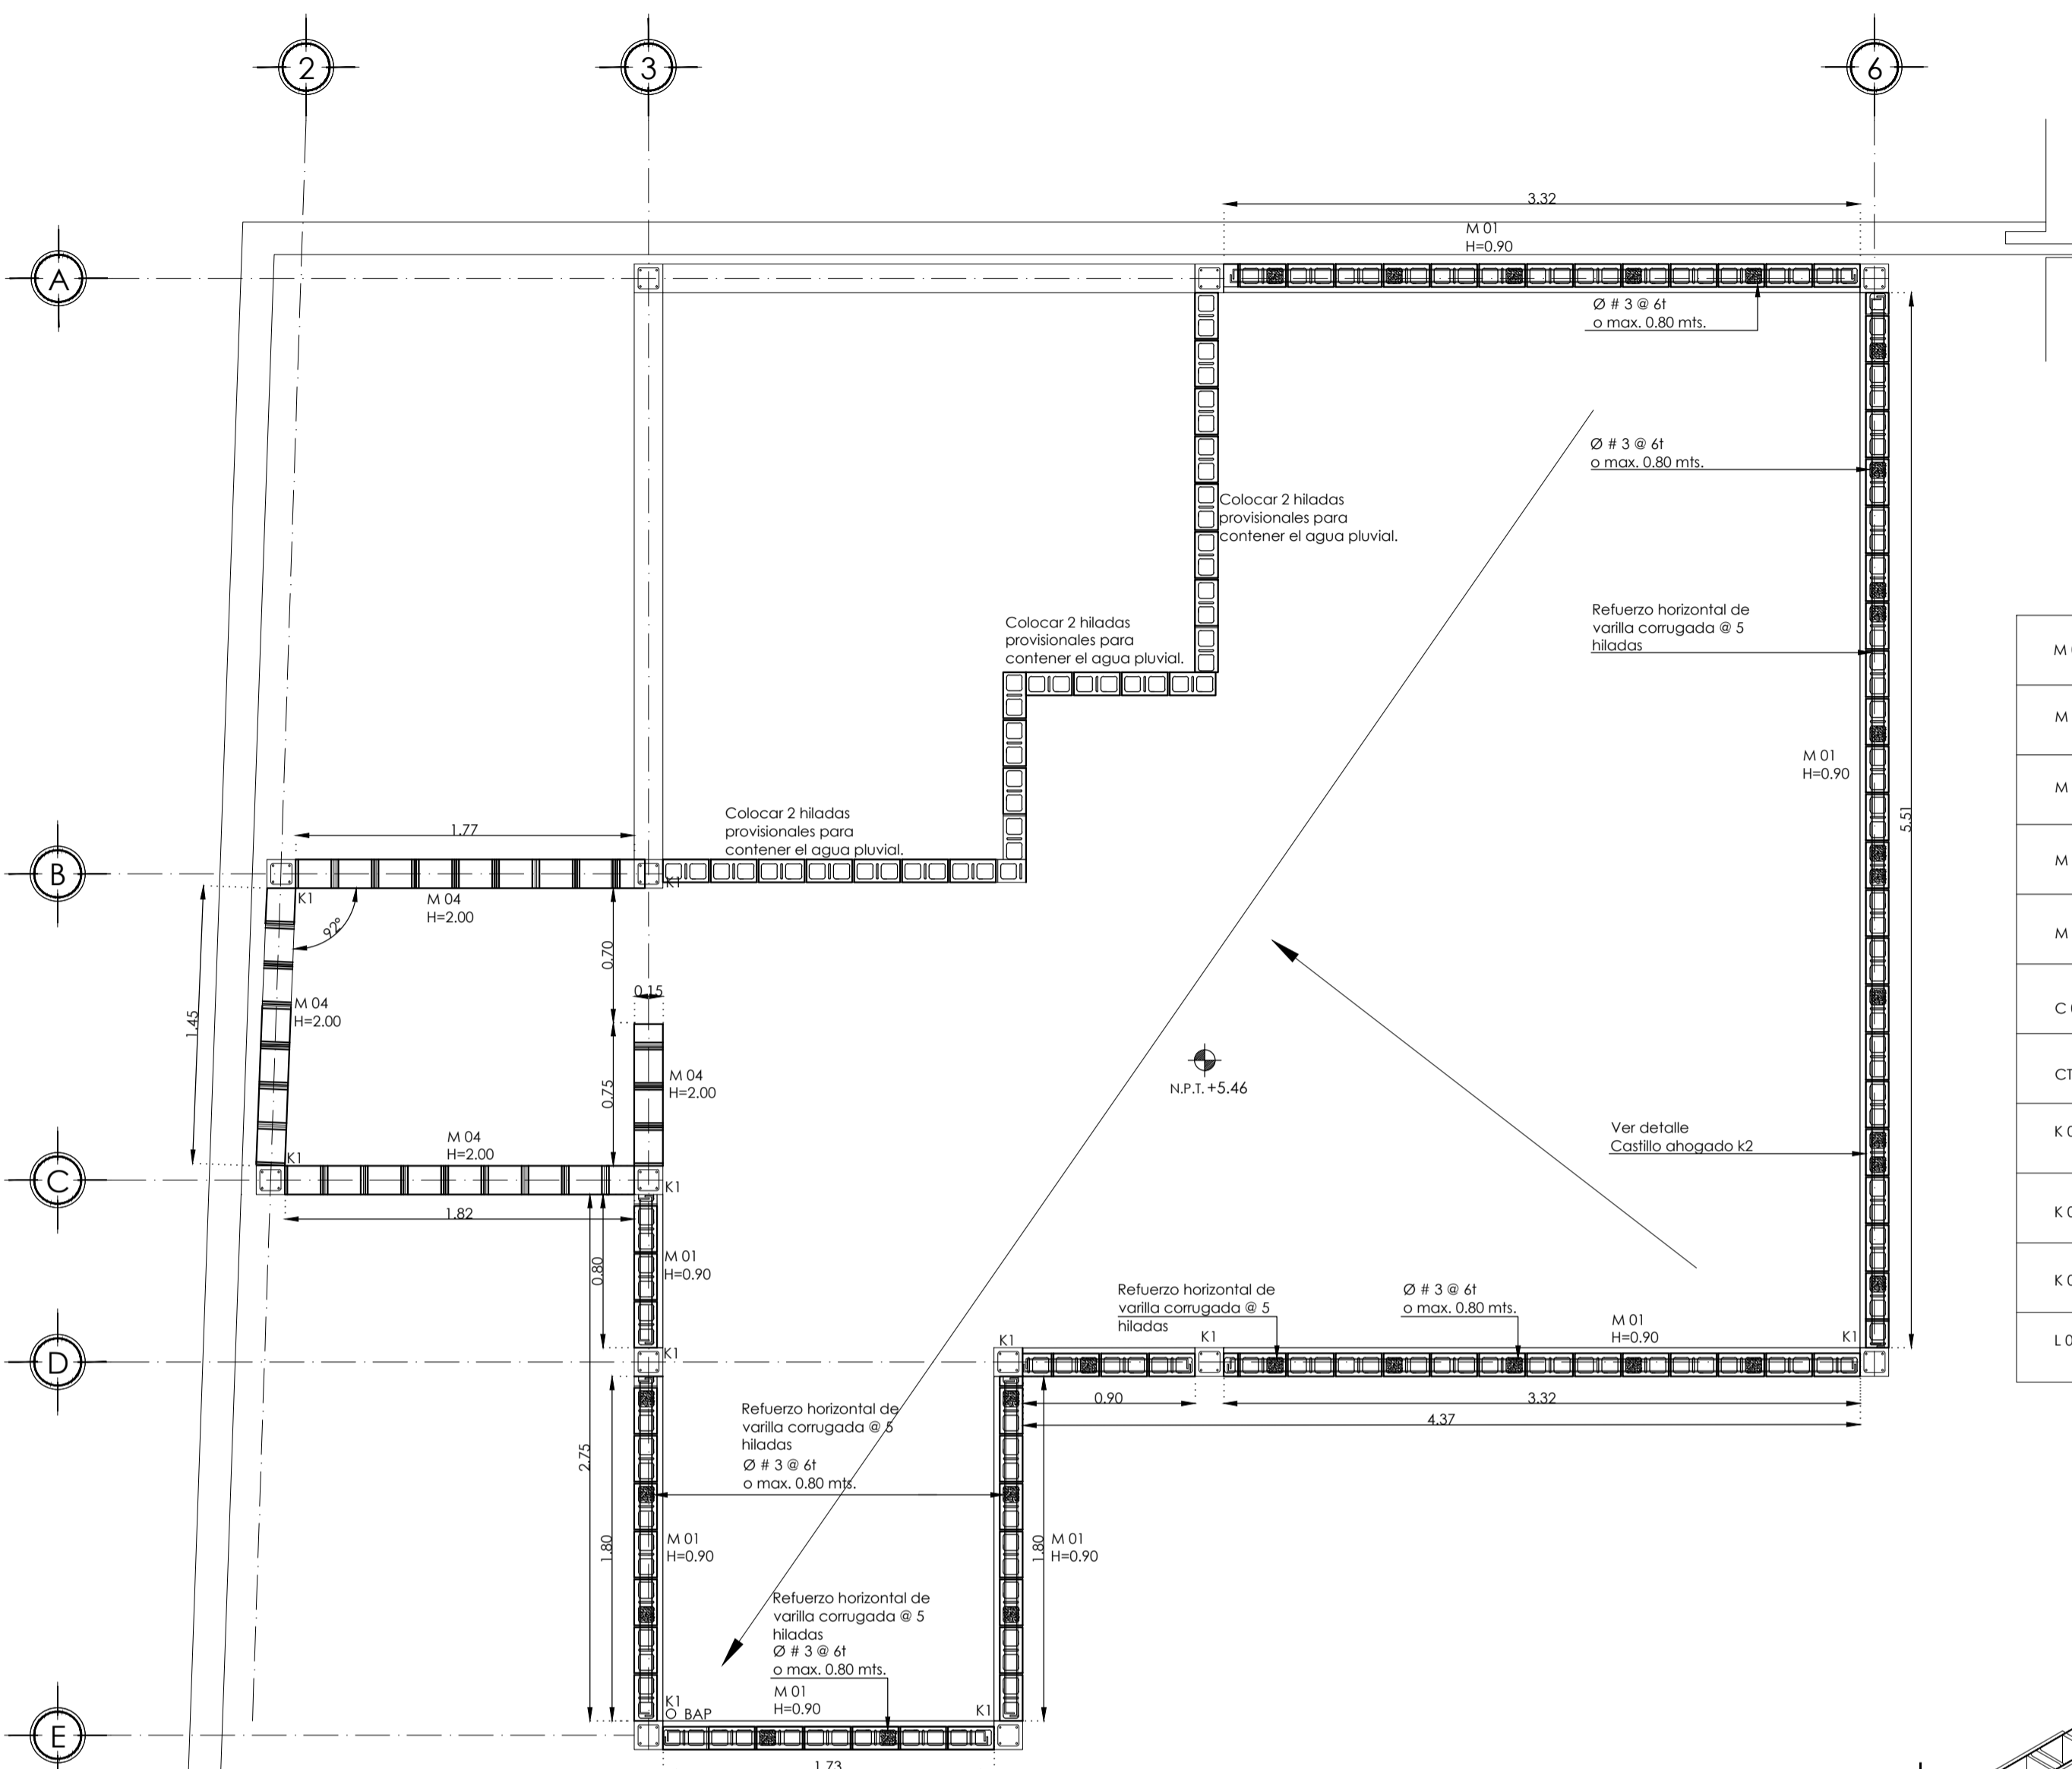 2
3
6
3.32
M 01
H=0.90
A
Ø # 3 @ 6t
o max. 0.80 mts.
Ø # 3 @ 6t
o max. 0.80 mts.
Colocar 2 hiladas
provisionales para
contener el agua pluvial.
Colocar 2 hiladas
provisionales para
contener el agua pluvial.
Refuerzo horizontal de
varilla corrugada @ 5
hiladas
M 01
H=0.90
5.51
Colocar 2 hiladas
provisionales para
contener el agua pluvial.
1.77
B
K1
K1
M 04
H=2.00
92°
0.70
0.15
1.45
M 04
H=2.00
0.75
M 04
H=2.00
N.P.T. +5.46
Ver detalle
Castillo ahogado k2
M 04
H=2.00
K1
C
K1
1.82
0.80
M 01
H=0.90
Refuerzo horizontal de
varilla corrugada @ 5
hiladas
Ø # 3 @ 6t
o max. 0.80 mts.
M 01
H=0.90
K1
K1
K1
K1
D
0.90
3.32
4.37
Refuerzo horizontal de
varilla corrugada @ 5
hiladas
Ø # 3 @ 6t
o max. 0.80 mts.
2.75
1.80
M 01
H=0.90
1.80
M 01
H=0.90
Refuerzo horizontal de
varilla corrugada @ 5
hiladas
Ø # 3 @ 6t
o max. 0.80 mts.
M 01
H=0.90
K1
BAP
K1
E
1.73
M
M
M
M
M
C
CT
K
K
K
L